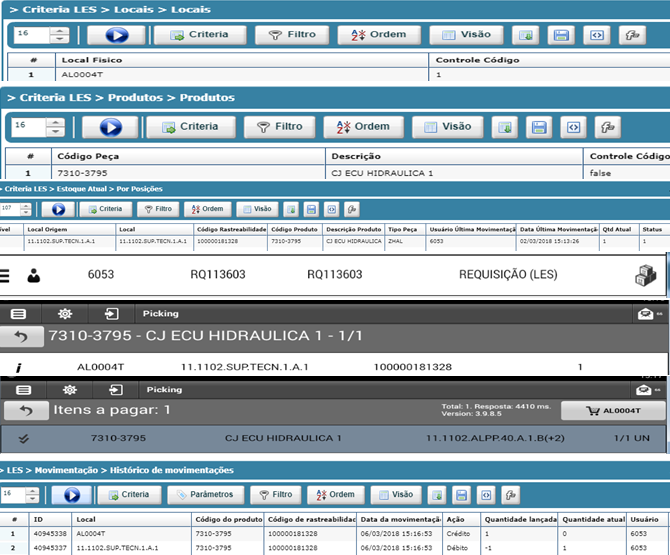 > Criteria LES > Locais > Locais
16 Criteria Filtro Ordem Visão
# Local Físico Controle Código
1 AL0004T 1
> Criteria LES > Produtos > Produtos
16 Criteria Filtro Ordem Visão
# Código Peça Descrição Controle Código
1 7310-3795 CJ ECU HIDRAULICA 1 false
> Criteria LES > Estoque Atual > Por Posições
107 Criteria Filtro Ordem Visão
ível Local Origem Local Código Rastreabilidade Código Produto Descrição Produto Tipo Peça Usuário Última Movimentaçã Data Última Movimentaçã Qtd Atual Status
11.1102.SUP.TECN.1.A.1 11.1102.SUP.TECN.1.A.1 100000181328 7310-3795 CJ ECU HIDRAULICA ZHAL 6053 02/03/2018 15:13:26 1 1
6053 RQ113603 RQ113603 REQUISIÇÃO (LES)
Picking
7310-3795 - CJ ECU HIDRAULICA 1 - 1/1
i AL0004T 11.1102.SUP.TECN.1.A.1 100000181328 1
Picking
Itens a pagar: 1 Total: 1. Resposta: 4410 ms. AL0004T
Versão: 3.9.8.5
7310-3795 CJ ECU HIDRAULICA 1 11.1102.ALPP.40.A.1.B(+2) 1/1 UN
> LES > Movimentação > Histórico de movimentações
16 Criteria Parâmetros Filtro Ordem Visão
# ID Local Código do produto Código de rastreabilidad Data da movimentaçã Ação Quantidade lançada Quantidade atual Usuário
1 40945338 AL0004T 7310-3795 100000181328 06/03/2018 15:16:53 Crédito 1 0 6053
2 40945337 11.1102.SUP.TECN.1.A.1 7310-3795 100000181328 06/03/2018 15:16:53 Débito -1 1 6053